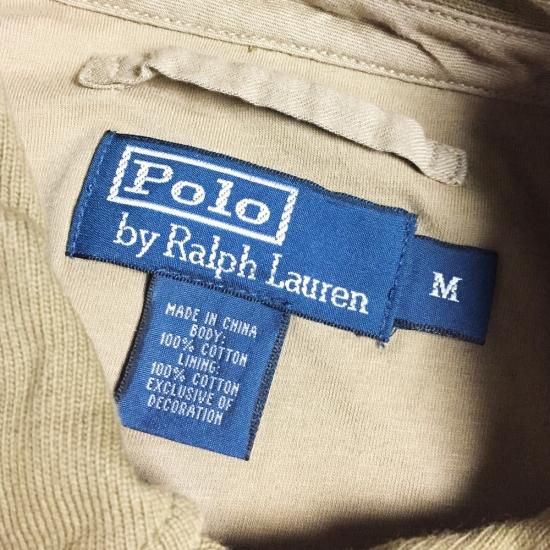 Polo
by Ralph Lauren
M
MADE IN CHINA
BODY:
100% COTTON
LINING:
100% COTTON
EXCLUSIVE OF
DECORATION